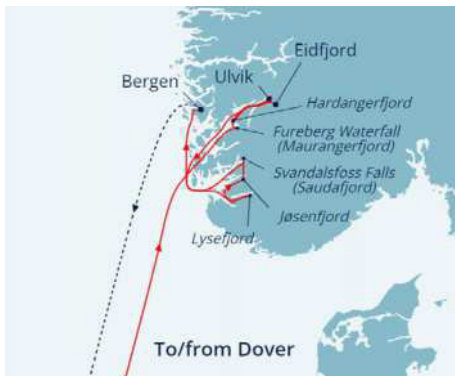 Eidfjord
Ulvik
Bergen
Hardangerfjord
Fureberg Waterfall
(Maurangerfjord)
Svandalsfoss Falls
(Saudafjord)
Jøsenfjord
Lysefjord
To/from Dover